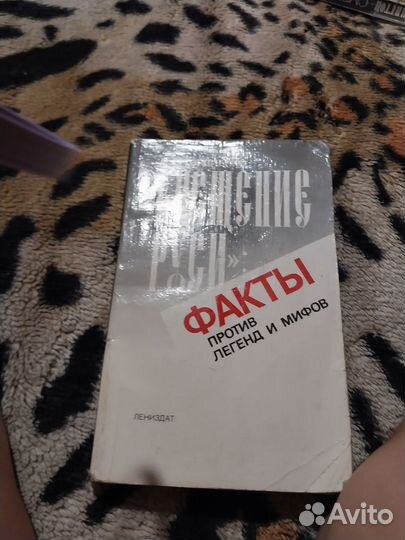 «КРЕЩЕНИЕ
РУСИ»:
ФАКТЫ
ПРОТИВ
ЛЕГЕНД И МИФОВ
ЛЕНИЗДАТ
Avito